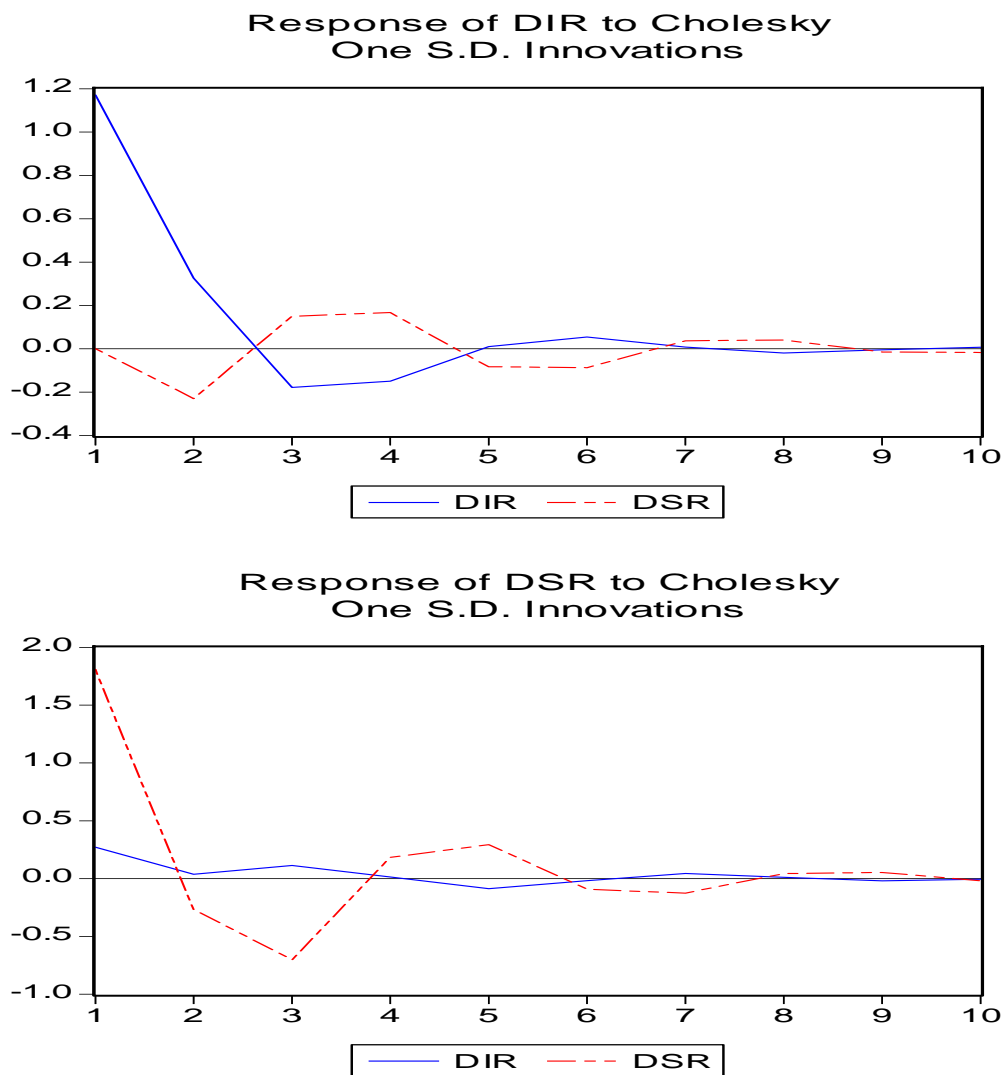 Response of DIR to Cholesky
One S.D. Innovations
1.2
1.0
0.8
0.6
0.4
0.2
0.0
-0.2
-0.4
1 2 3 4 5 6 7 8 9 10
DIR DSR
Response of DSR to Cholesky
One S.D. Innovations
2.0
1.5
1.0
0.5
0.0
-0.5
-1.0
1 2 3 4 5 6 7 8 9 10
DIR DSR